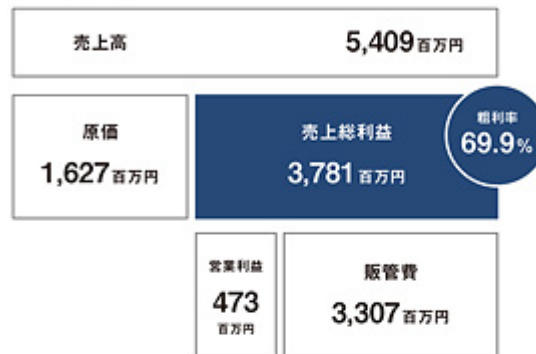 売上高 5,409百万円
原価
1,627百万円
売上総利益
3,781百万円
粗利率
69.9%
営業利益
473
百万円
販管費
3,307百万円